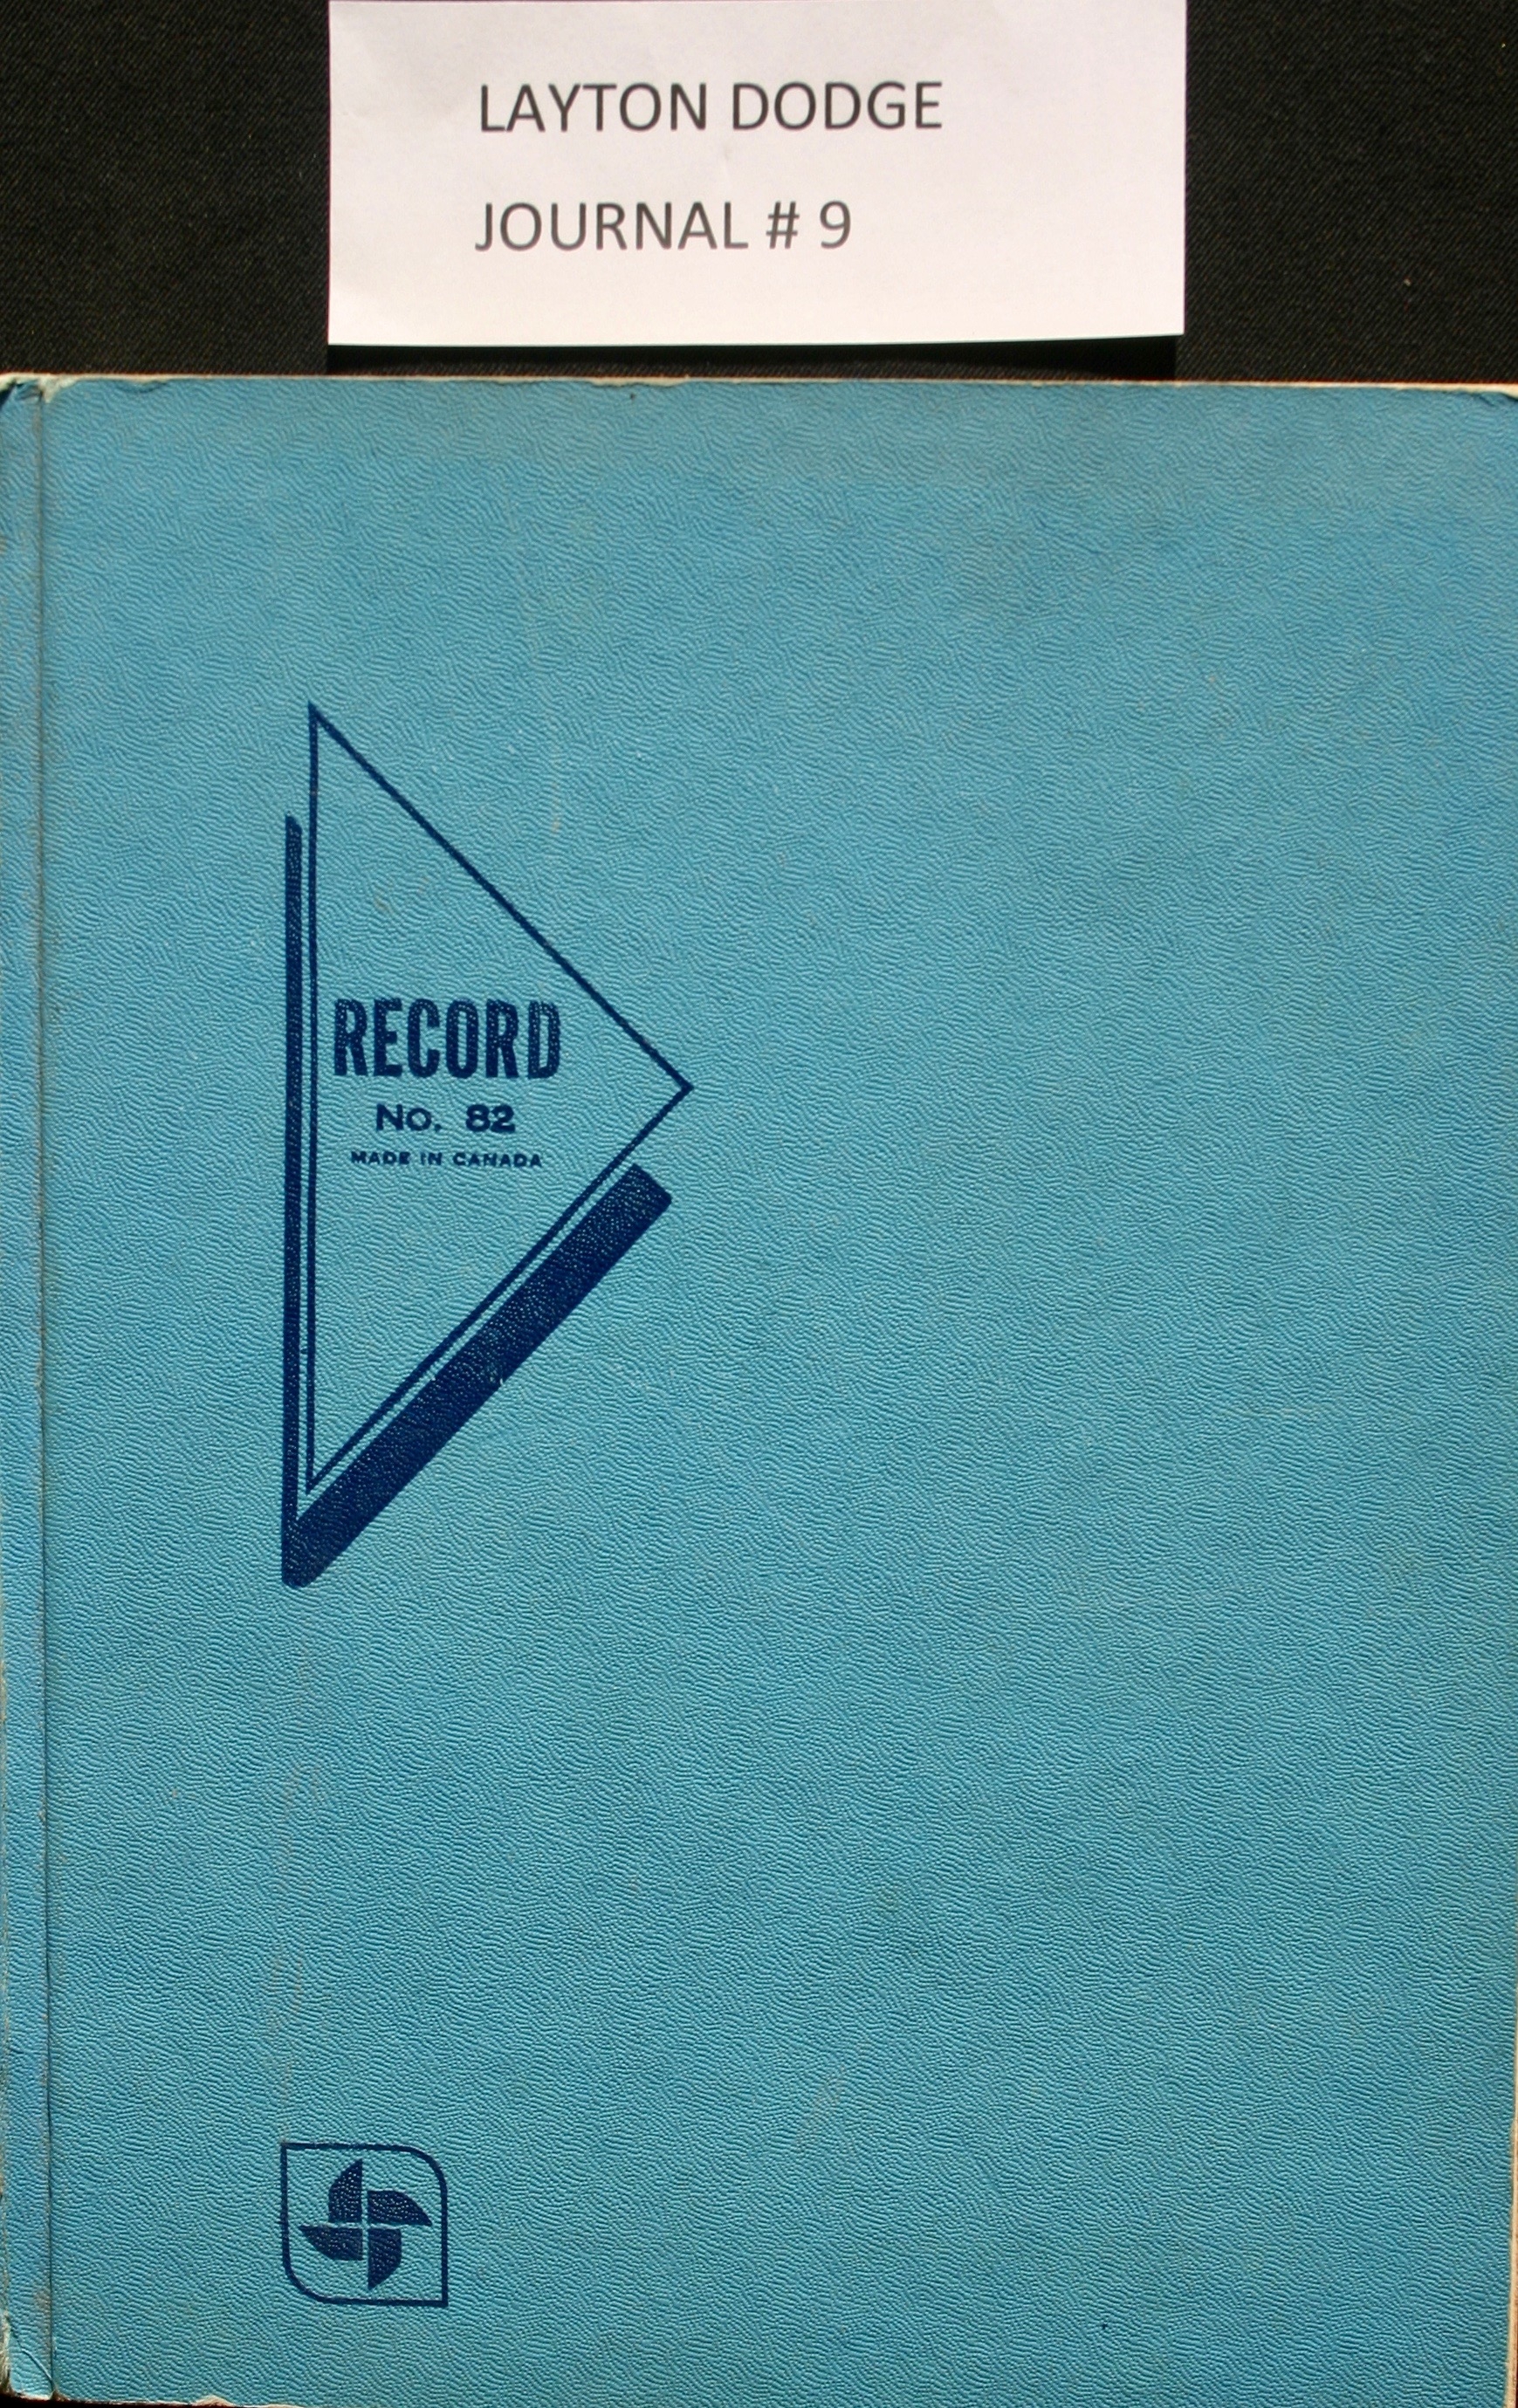 LAYTON DODGE
JOURNAL # 9
RECORD
No. 82
MADE IN CANADA